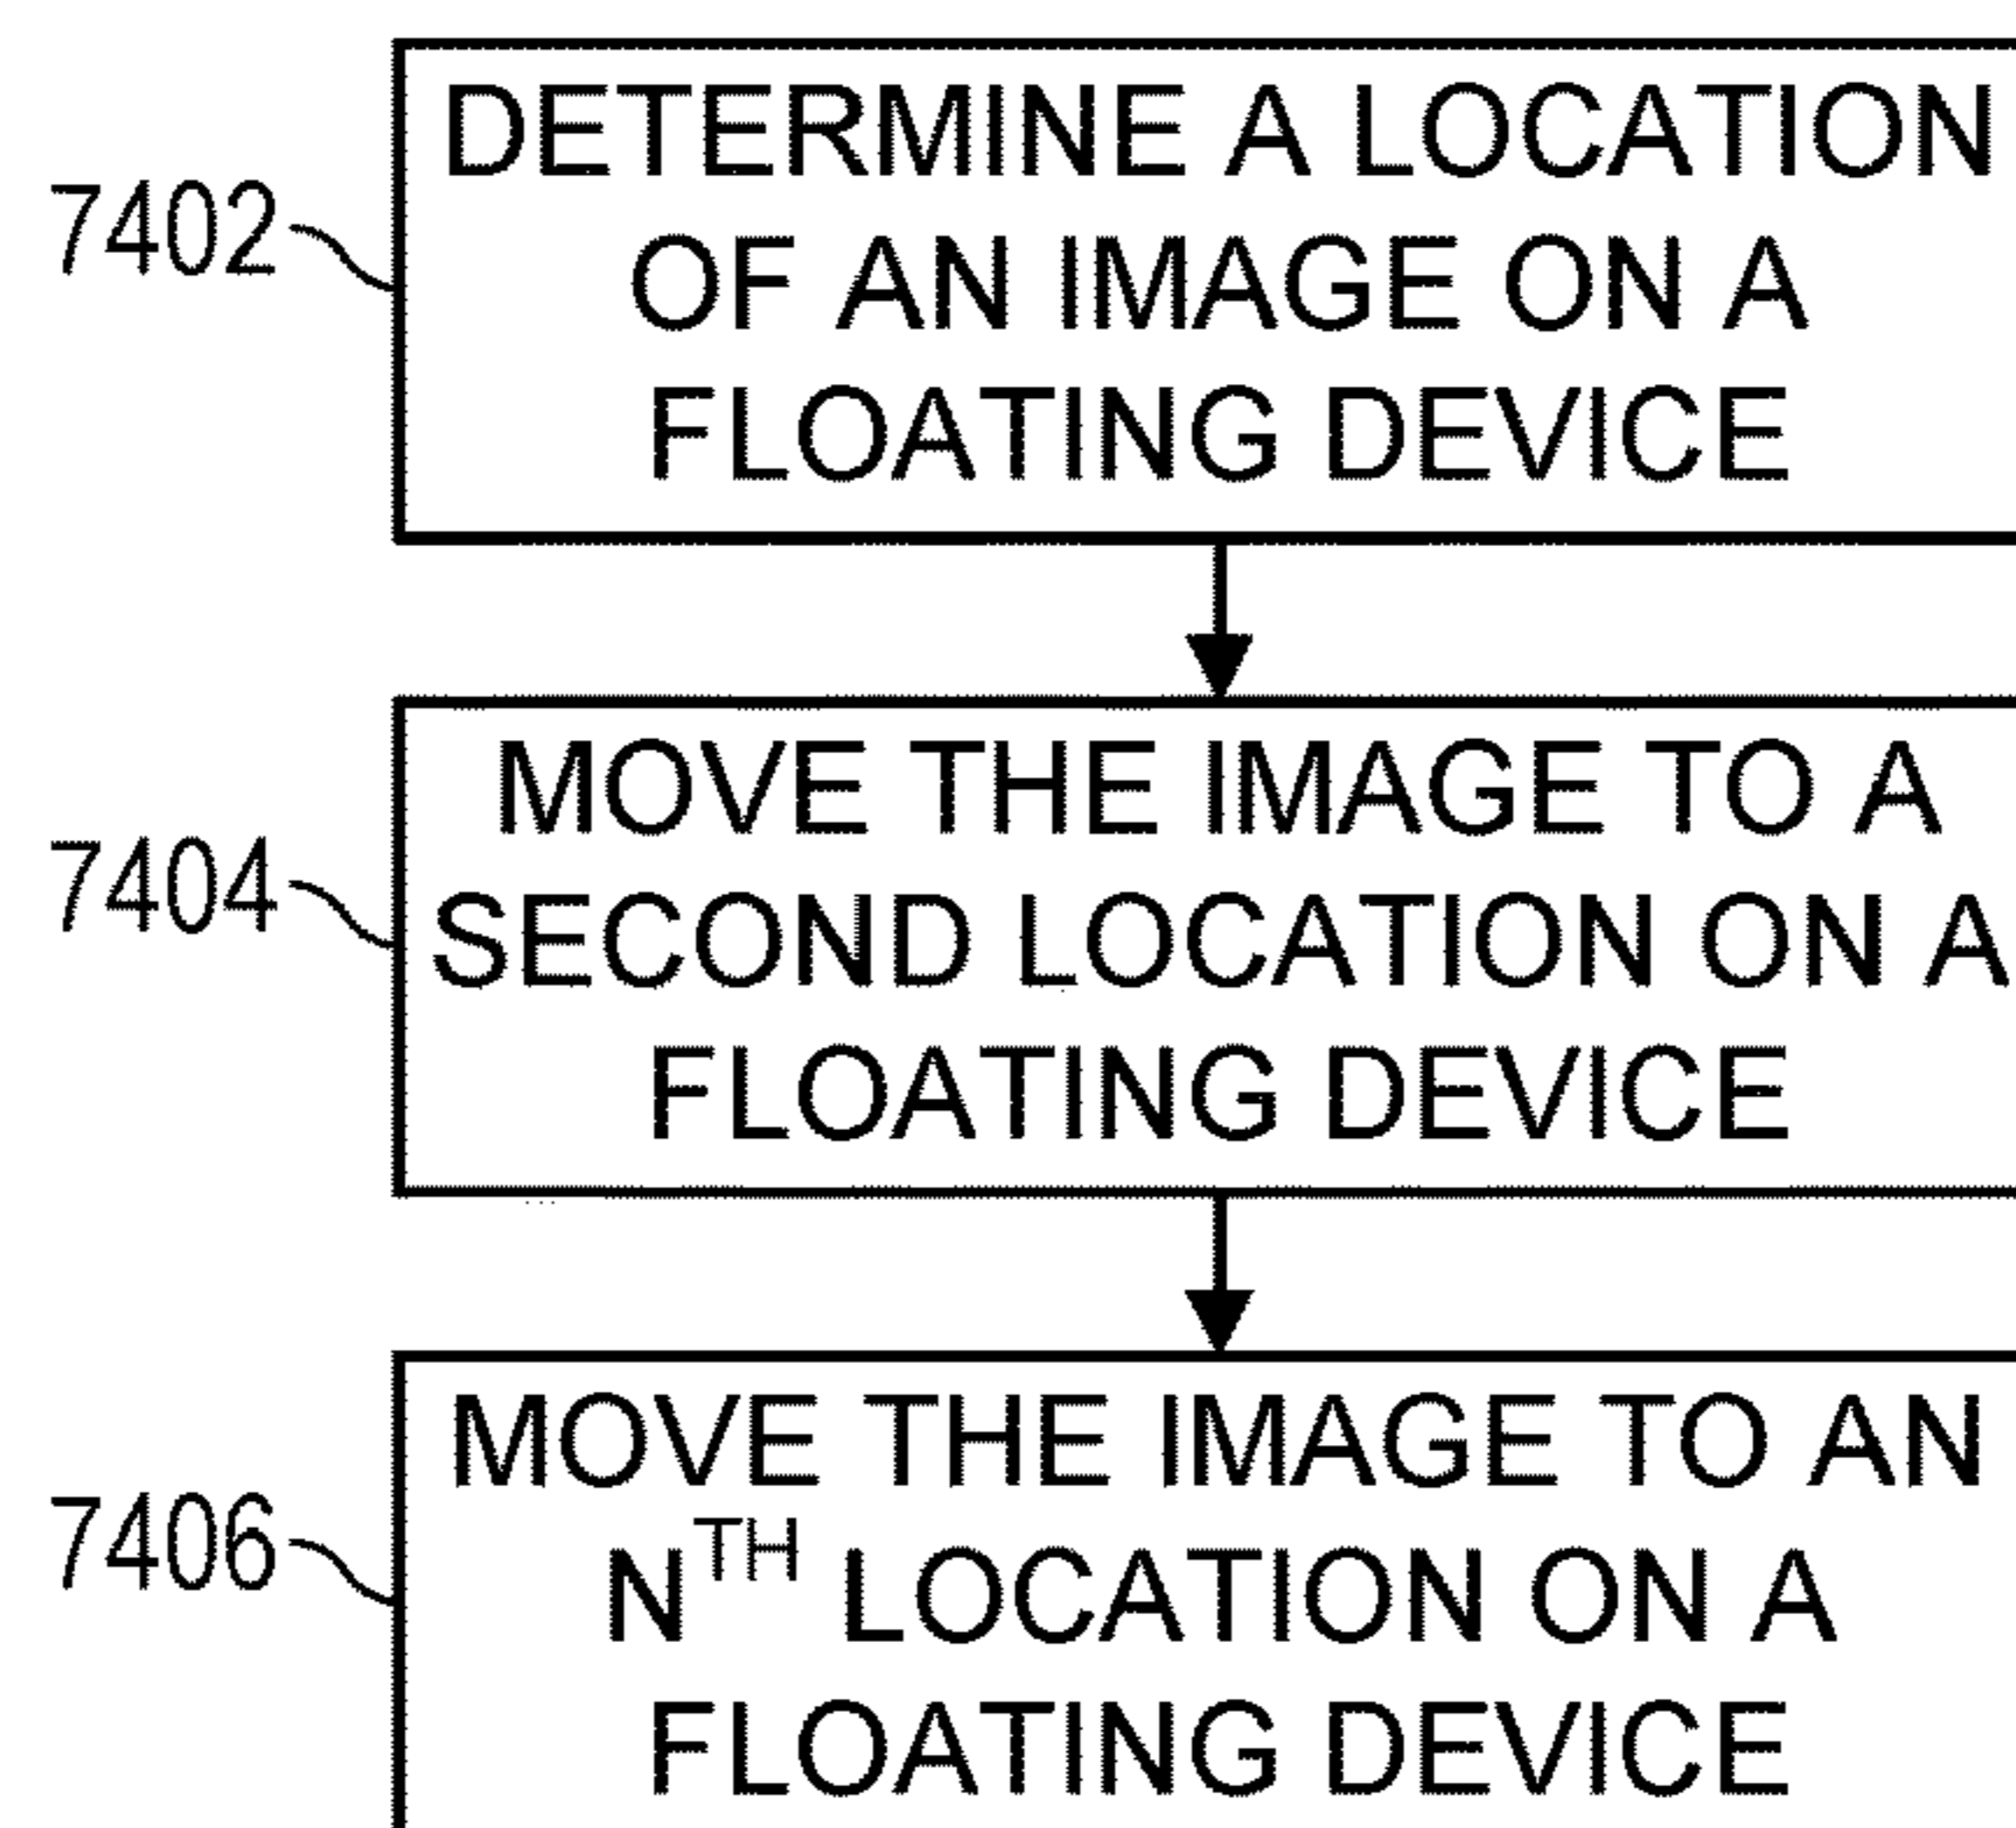 7402
DETERMINE A LOCATION
OF AN IMAGE ON A
FLOATING DEVICE
7404
MOVE THE IMAGE TO A
SECOND LOCATION ON A
FLOATING DEVICE
7406
MOVE THE IMAGE TO AN
Nᵀᴴ LOCATION ON A
FLOATING DEVICE